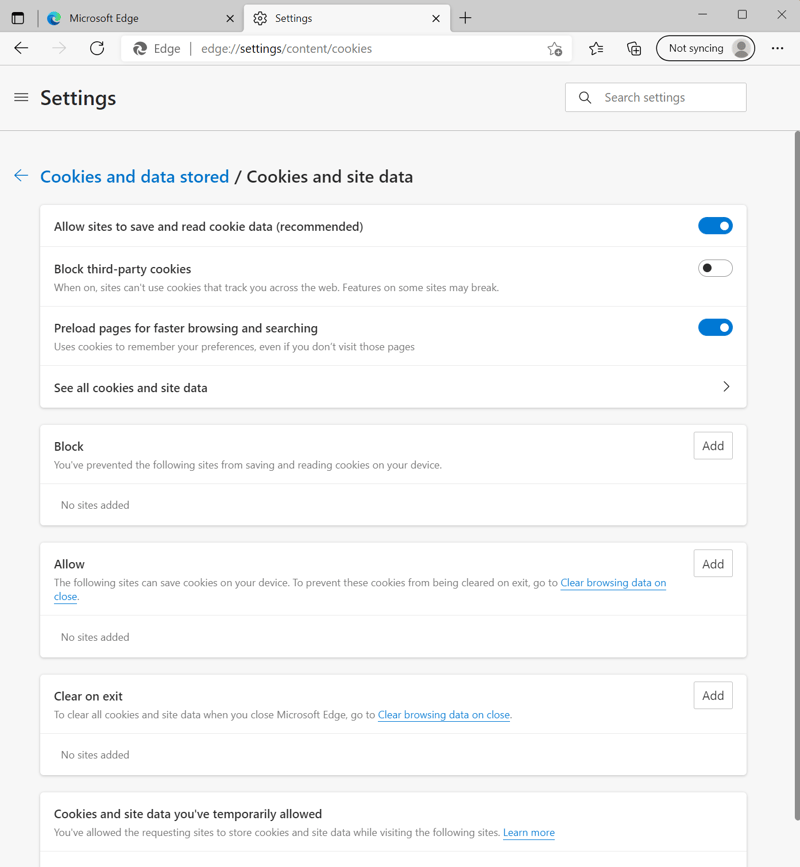 Microsoft Edge
Settings
Edge | edge://settings/content/cookies
Not syncing
Settings
Search settings
Cookies and data stored / Cookies and site data
Allow sites to save and read cookie data (recommended)
Block third-party cookies
When on, sites can't use cookies that track you across the web. Features on some sites may break.
Preload pages for faster browsing and searching
Uses cookies to remember your preferences, even if you don't visit those pages
See all cookies and site data
Block
Add
You've prevented the following sites from saving and reading cookies on your device.
No sites added
Allow
Add
The following sites can save cookies on your device. To prevent these cookies from being cleared on exit, go to Clear browsing data on
close.
No sites added
Clear on exit
Add
To clear all cookies and site data when you close Microsoft Edge, go to Clear browsing data on close.
No sites added
Cookies and site data you've temporarily allowed
You've allowed the requesting sites to store cookies and site data while visiting the following sites. Learn more